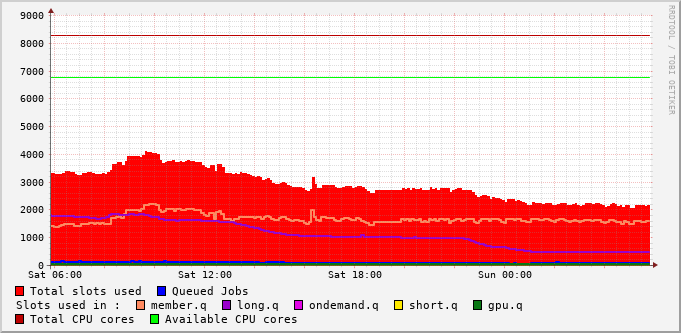 9000
8000
7000
6000
5000
4000
3000
2000
1000
0
Sat 06:00 Sat 12:00 Sat 18:00 Sun 00:00
Total slots used Queued Jobs
Slots used in : member.q long.q ondemand.q short.q gpu.q
Total CPU cores Available CPU cores
RRDTOOL / TOBI OETIKER